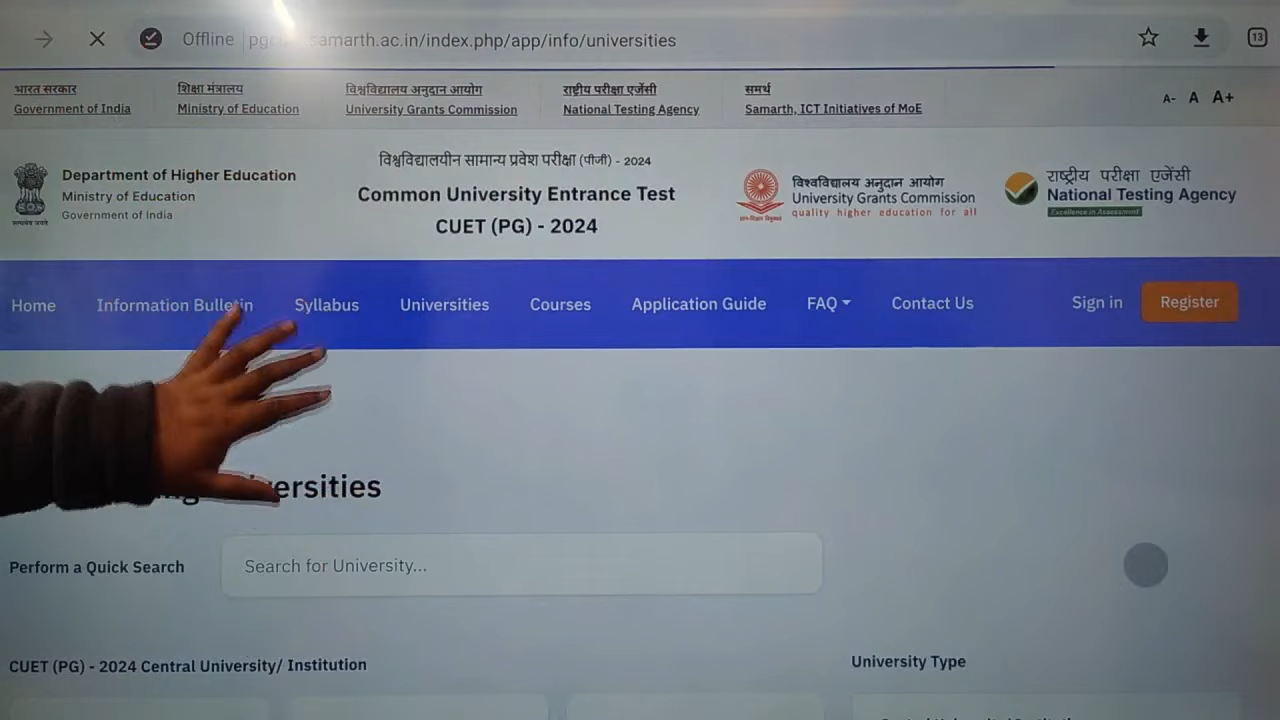 Offline samarth.ac.in/index.php/app/info/universities
13
भारत सरकार
Government of India
शिक्षा मंत्रालय
Ministry of Education
विश्वविद्यालय अनुदान आयोग
University Grants Commission
राष्ट्रीय परीक्षा एजेंसी
National Testing Agency
समर्थ
Samarth, ICT Initiatives of MoE
A- A A+
Department of Higher Education
Ministry of Education
Government of India
विश्वविद्यालयीन सामान्य प्रवेश परीक्षा (पीजी) - 2024
Common University Entrance Test
CUET (PG) - 2024
विश्वविद्यालय अनुदान आयोग
University Grants Commission
quality higher education for all
राष्ट्रीय परीक्षा एजेंसी
National Testing Agency
Excellence in Assessment
Home Information Bulletin Syllabus Universities Courses Application Guide FAQ Contact Us Sign in Register
Perform a Quick Search
Search for University...
CUET (PG) - 2024 Central University/ Institution
University Type